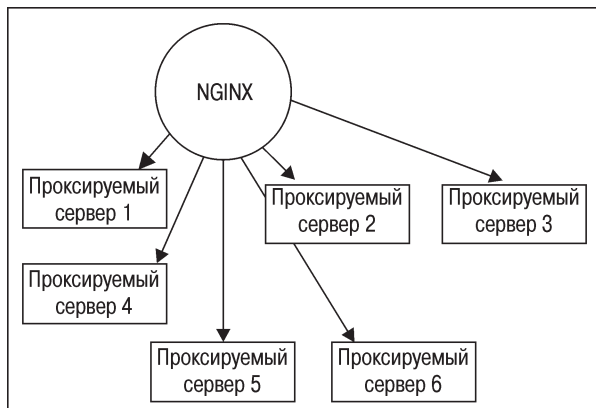 NGINX
Проксируемый
сервер 1
Проксируемый
сервер 2
Проксируемый
сервер 3
Проксируемый
сервер 4
Проксируемый
сервер 5
Проксируемый
сервер 6